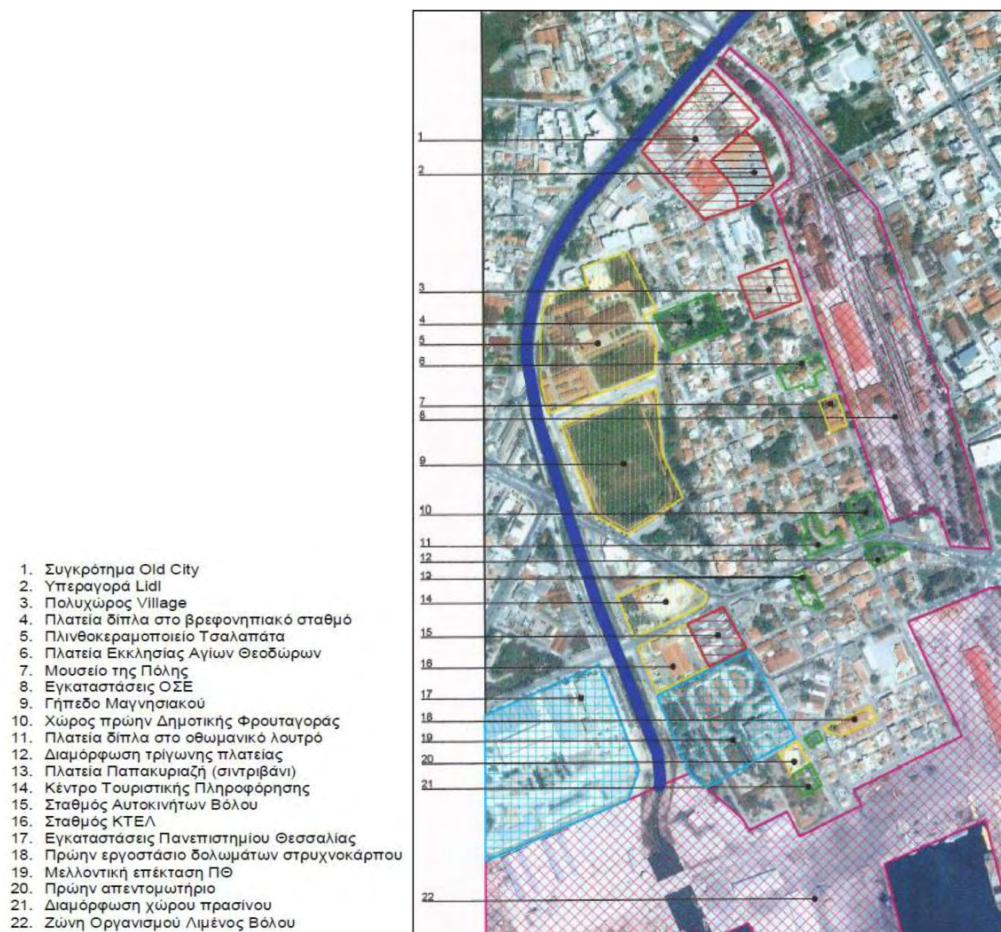 1. Συγκρότημα Old City
2. Υπεραγορά Lidl
3. Πολυχώρος Village
4. Πλατεία δίπλα στο βρεφονηπιακό σταθμό
5. Πλινθοκεραμοποιείο Τσαλαπάτα
6. Πλατεία Εκκλησίας Αγίων Θεοδώρων
7. Μουσείο της Πόλης
8. Εγκαταστάσεις ΟΣΕ
9. Γήπεδο Μαγνησιακού
10. Χώρος πρώην Δημοτικής Φρουταγοράς
11. Πλατεία δίπλα στο οθωμανικό λουτρό
12. Διαμόρφωση τρίγωνης πλατείας
13. Πλατεία Παπακυριαζή (σιντριβάνι)
14. Κέντρο Τουριστικής Πληροφόρησης
15. Σταθμός Αυτοκινήτων Βόλου
16. Σταθμός ΚΤΕΛ
17. Εγκαταστάσεις Πανεπιστημίου Θεσσαλίας
18. Πρώην εργοστάσιο δολωμάτων στρυχνοκάρπου
19. Μελλοντική επέκταση ΠΘ
20. Πρώην απεντομωτήριο
21. Διαμόρφωση χώρου πρασίνου
22. Ζώνη Οργανισμού Λιμένος Βόλου
1
2
3
4
5
6
7
8
9
10
11
12
13
14
15
16
17
18
19
20
21
22